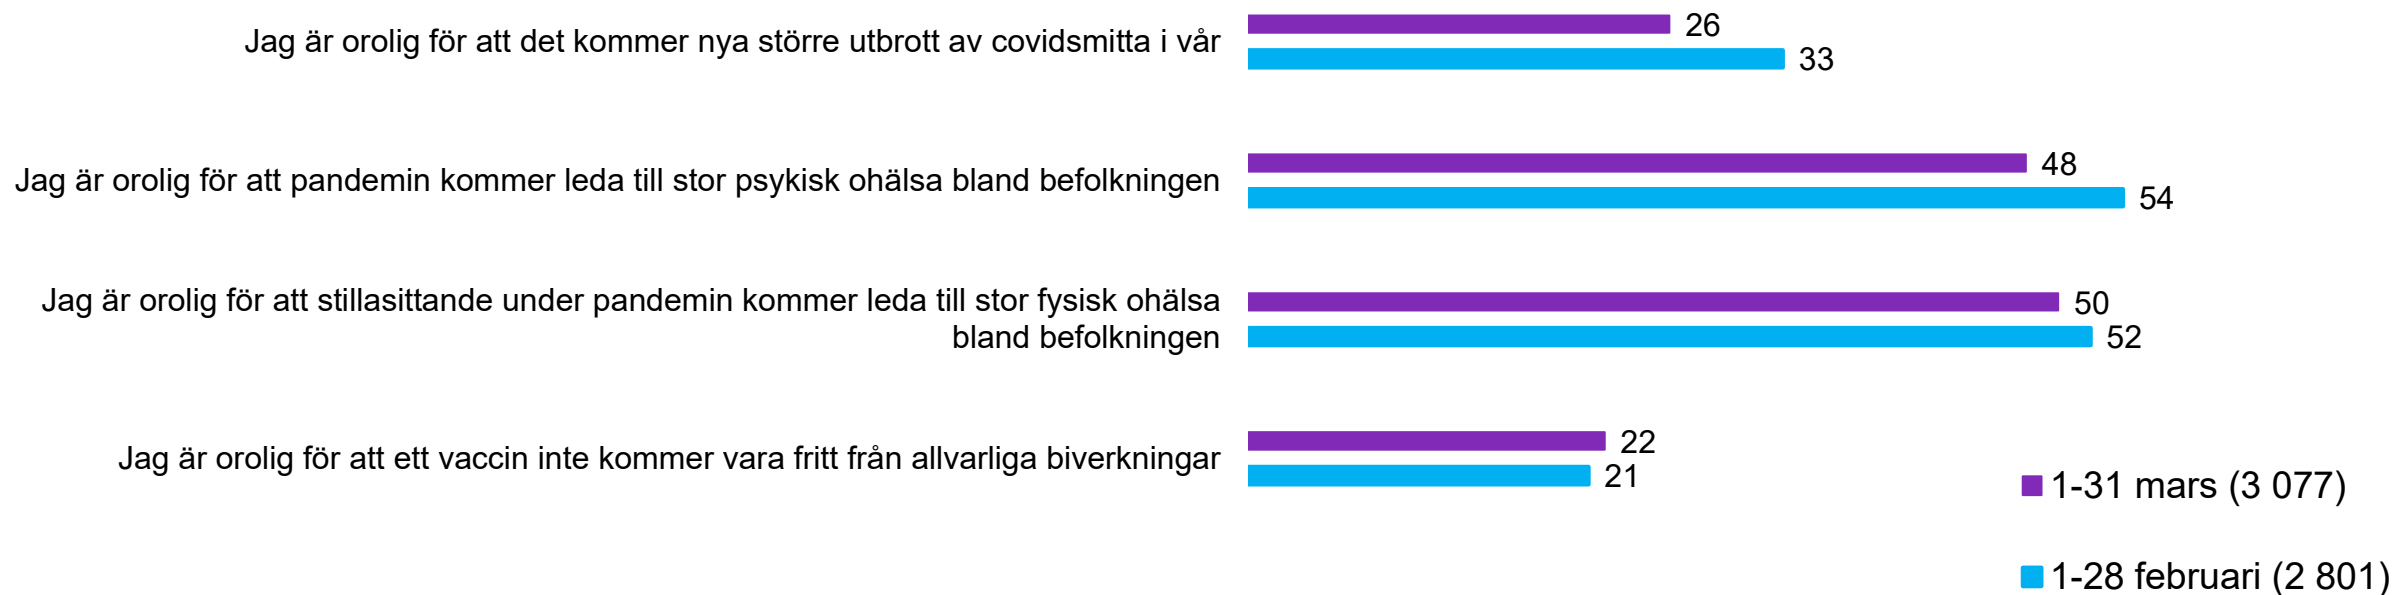 Jag är orolig för att det kommer nya större utbrott av covidsmitta i vår
26
33
Jag är orolig för att pandemin kommer leda till stor psykisk ohälsa bland befolkningen
48
54
Jag är orolig för att stillasittande under pandemin kommer leda till stor fysisk ohälsa
bland befolkningen
50
52
Jag är orolig för att ett vaccin inte kommer vara fritt från allvarliga biverkningar
22
21
1-31 mars (3 077)
1-28 februari (2 801)